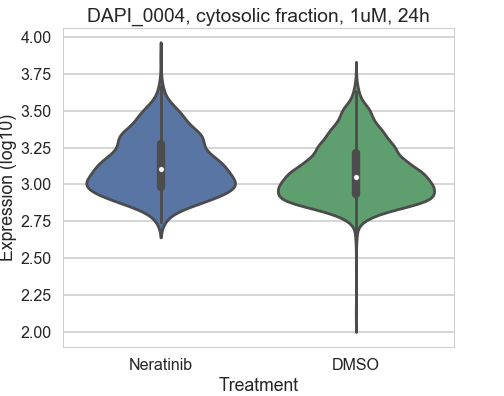 DAPI_0004, cytosolic fraction, 1uM, 24h
Expression (log10)
4.00
3.75
3.50
3.25
3.00
2.75
2.50
2.25
2.00
Neratinib DMSO
Treatment